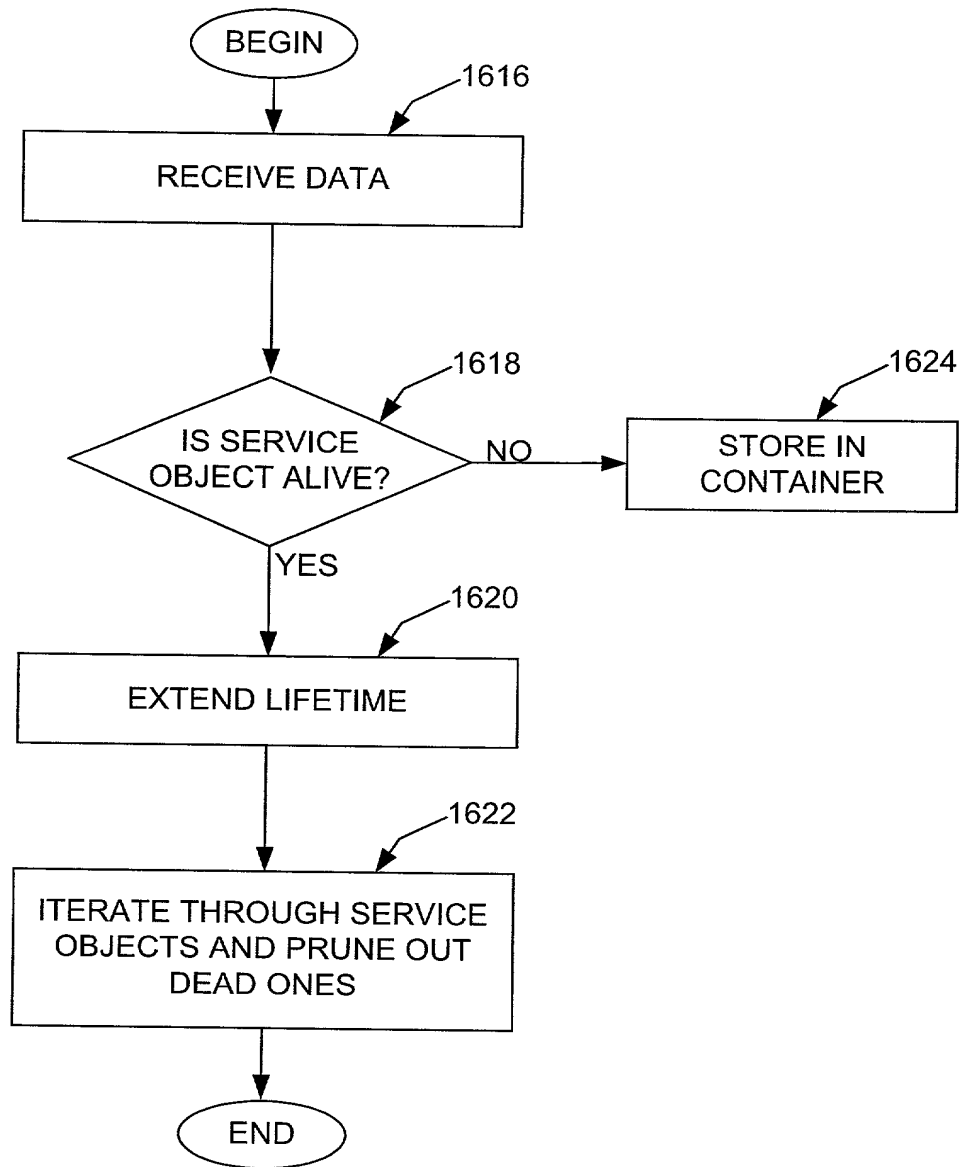 BEGIN
1616
RECEIVE DATA
1618
IS SERVICE
OBJECT ALIVE?
NO
1624
STORE IN
CONTAINER
YES
1620
EXTEND LIFETIME
1622
ITERATE THROUGH SERVICE
OBJECTS AND PRUNE OUT
DEAD ONES
END